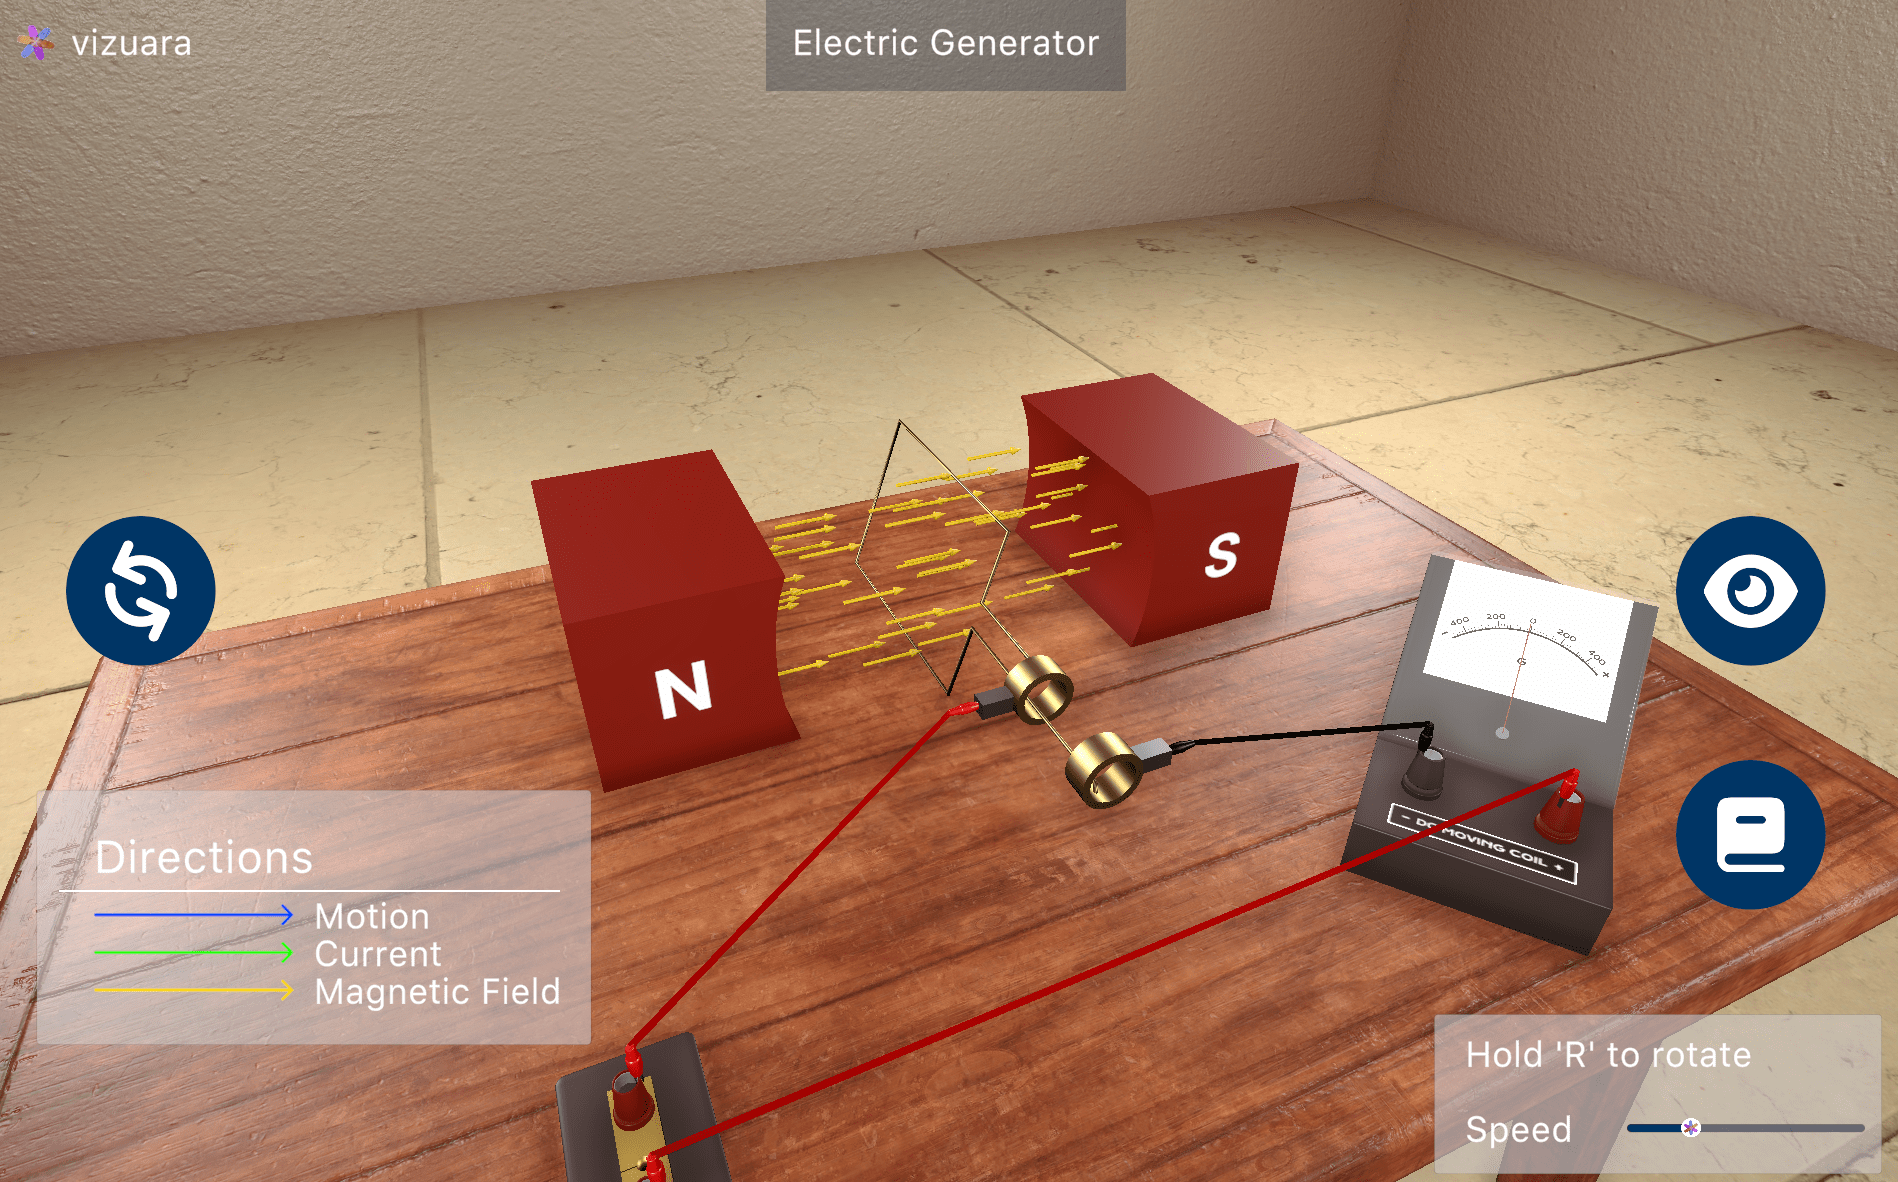 vizuara
Electric Generator
N
S
400 200 0 200 400
- +
G
- DC MOVING COIL +
Directions
Motion
Current
Magnetic Field
Hold 'R' to rotate
Speed